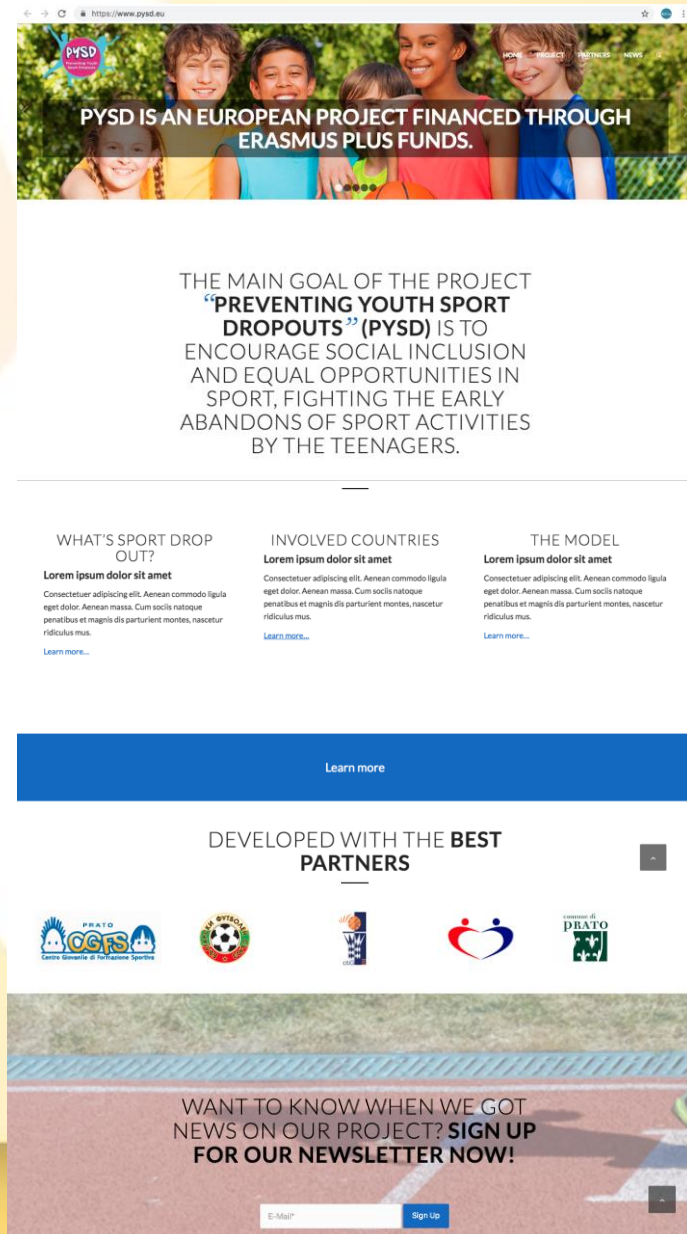 https://www.pysd.eu
PYSD
Preventing Youth
Sport Dropouts
HOME PROJECT PARTNERS NEWS
PYSD IS AN EUROPEAN PROJECT FINANCED THROUGH
ERASMUS PLUS FUNDS.
THE MAIN GOAL OF THE PROJECT
“PREVENTING YOUTH SPORT
DROPOUTS” (PYSD) IS TO
ENCOURAGE SOCIAL INCLUSION
AND EQUAL OPPORTUNITIES IN
SPORT, FIGHTING THE EARLY
ABANDONS OF SPORT ACTIVITIES
BY THE TEENAGERS.
WHAT'S SPORT DROP
OUT?
Lorem ipsum dolor sit amet
Consectetuer adipiscing elit. Aenean commodo ligula
eget dolor. Aenean massa. Cum sociis natoque
penatibus et magnis dis parturient montes, nascetur
ridiculus mus.
Learn more...
INVOLVED COUNTRIES
Lorem ipsum dolor sit amet
Consectetuer adipiscing elit. Aenean commodo ligula
eget dolor. Aenean massa. Cum sociis natoque
penatibus et magnis dis parturient montes, nascetur
ridiculus mus.
Learn more...
THE MODEL
Lorem ipsum dolor sit amet
Consectetuer adipiscing elit. Aenean commodo ligula
eget dolor. Aenean massa. Cum sociis natoque
penatibus et magnis dis parturient montes, nascetur
ridiculus mus.
Learn more...
Learn more
DEVELOPED WITH THE BEST
PARTNERS
PRATO
CGFS
Centro Giovanile di Formazione Sportiva
comune di
PRATO
WANT TO KNOW WHEN WE GOT
NEWS ON OUR PROJECT? SIGN UP
FOR OUR NEWSLETTER NOW!
E-Mail*
Sign Up